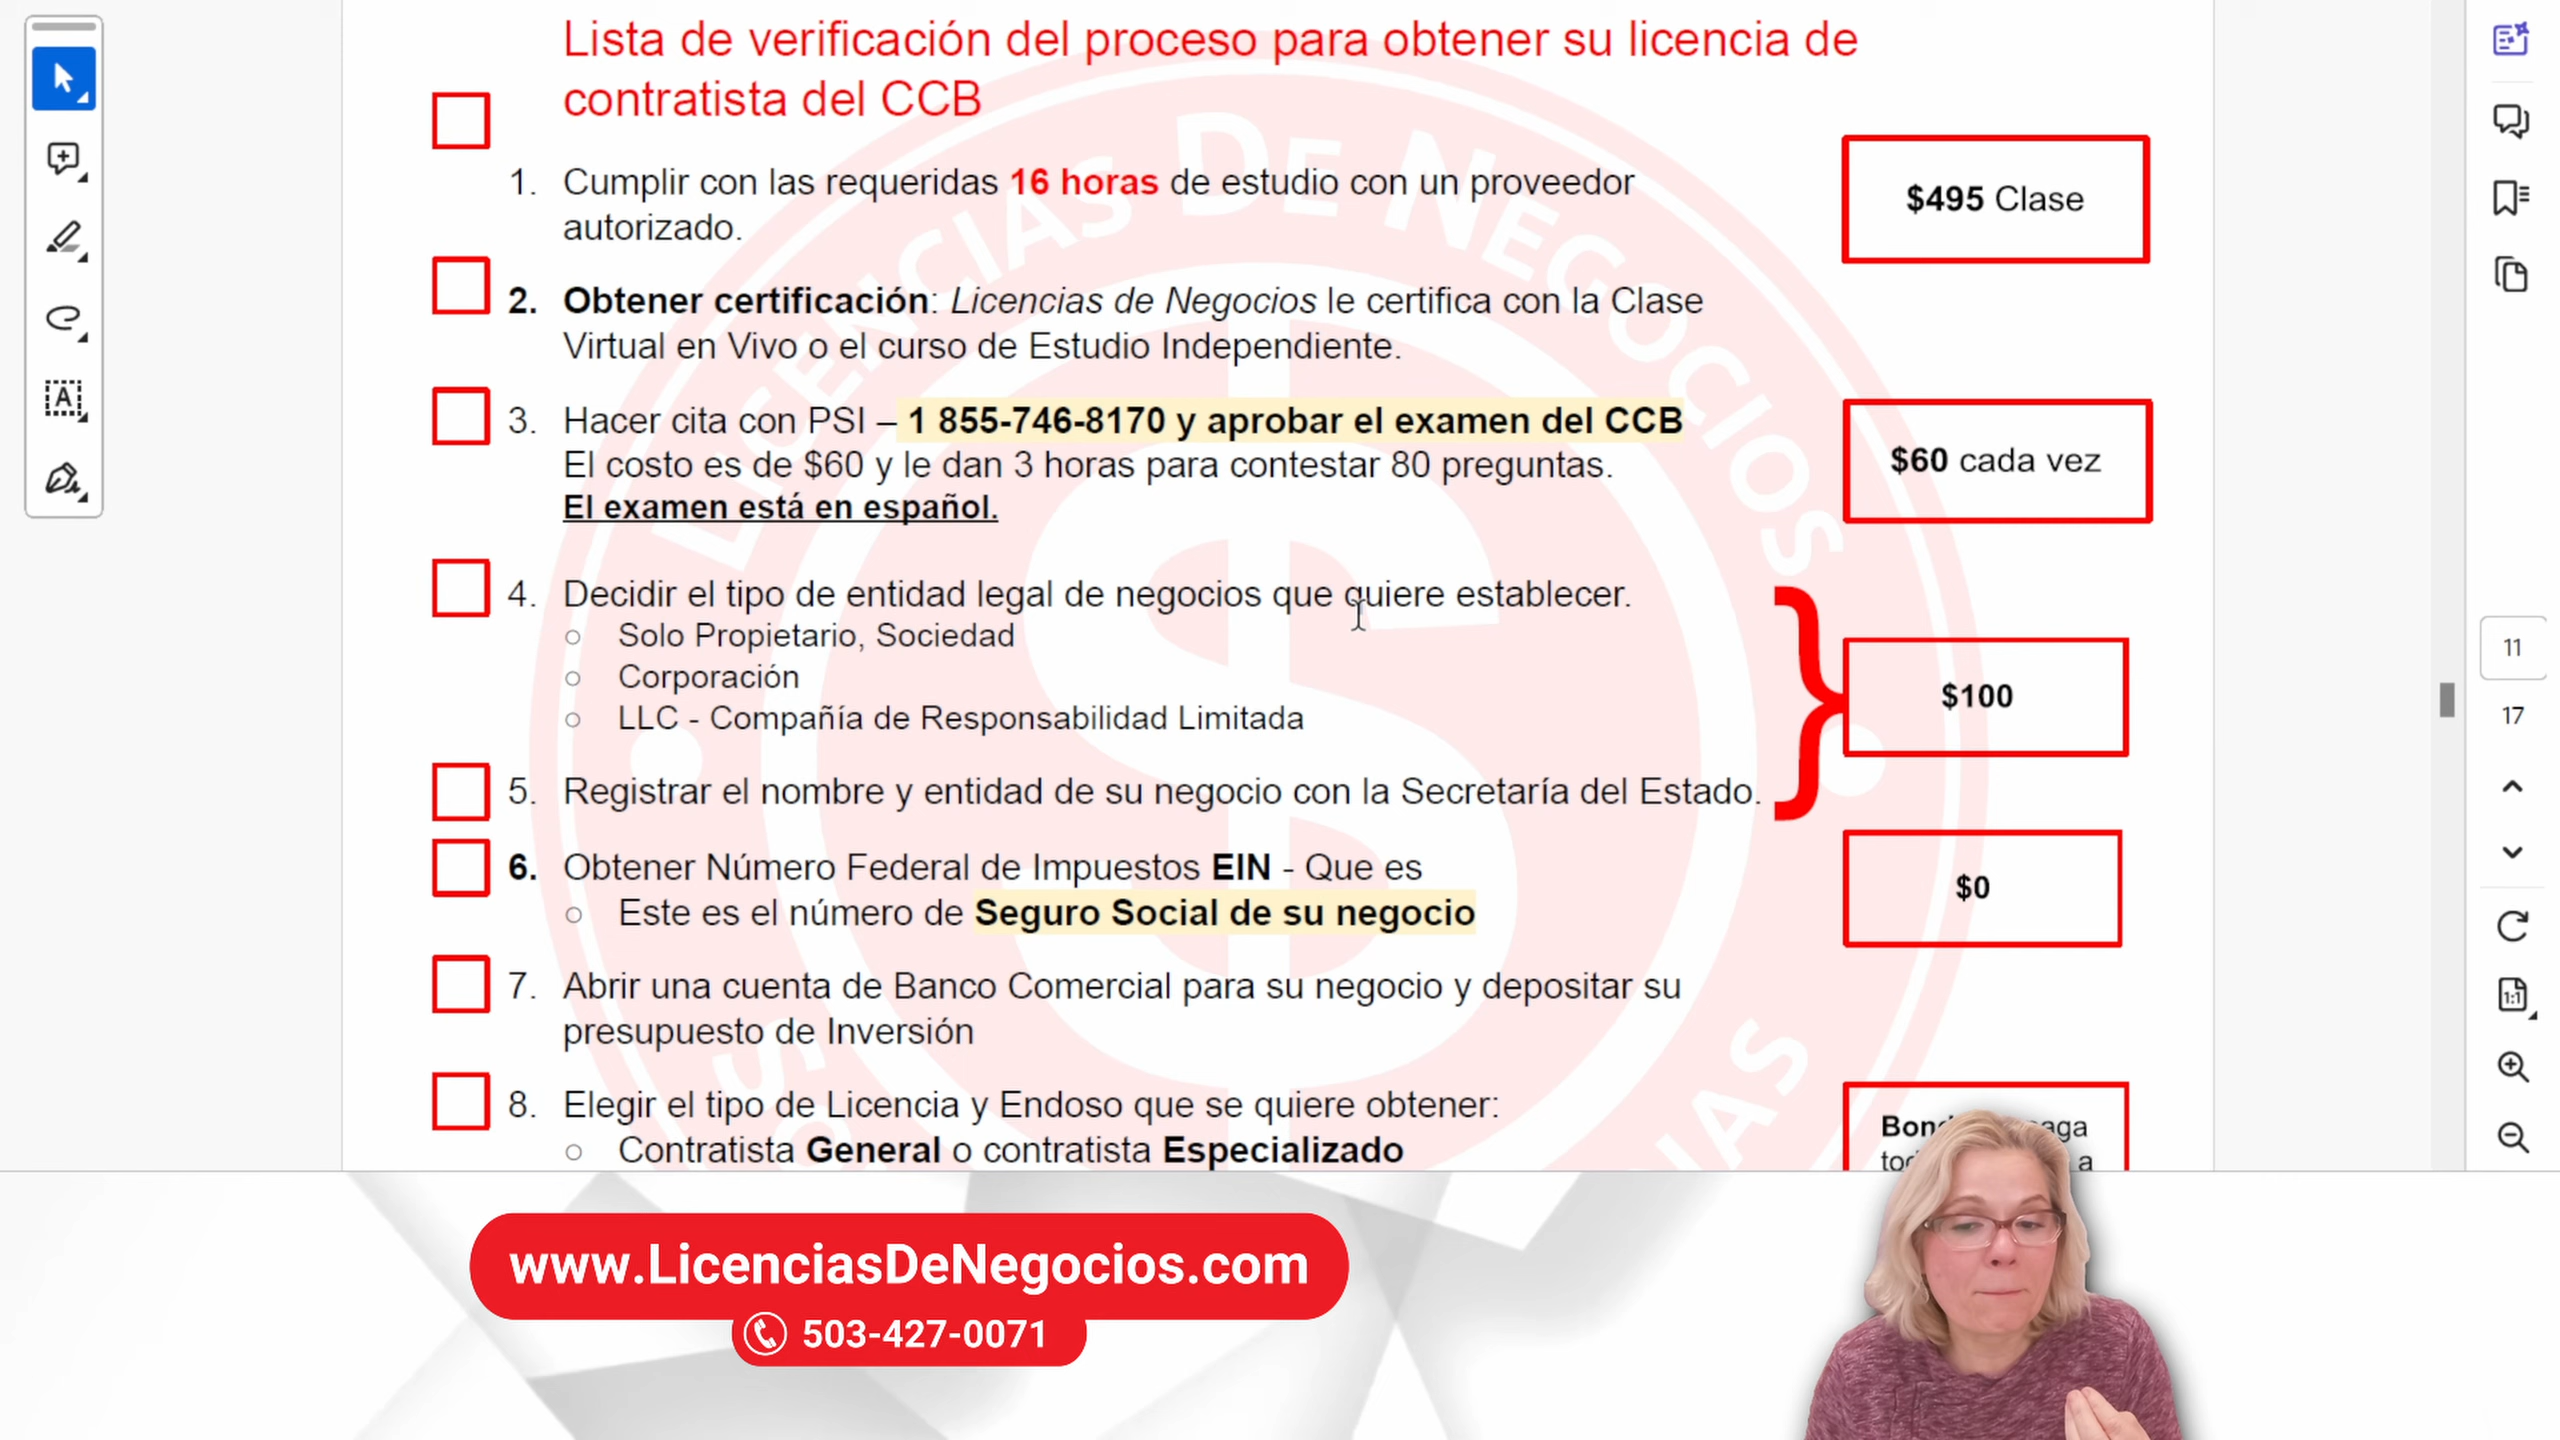 Lista de verificación del proceso para obtener su licencia de
contratista del CCB
1. Cumplir con las requeridas 16 horas de estudio con un proveedor
autorizado.
$495 Clase
2. Obtener certificación: Licencias de Negocios le certifica con la Clase
Virtual en Vivo o el curso de Estudio Independiente.
3. Hacer cita con PSI – 1 855-746-8170 y aprobar el examen del CCB
El costo es de $60 y le dan 3 horas para contestar 80 preguntas.
El examen está en español.
$60 cada vez
4. Decidir el tipo de entidad legal de negocios que quiere establecer.
○ Solo Propietario, Sociedad
○ Corporación
○ LLC - Compañía de Responsabilidad Limitada
$100
5. Registrar el nombre y entidad de su negocio con la Secretaría del Estado.
6. Obtener Número Federal de Impuestos EIN - Que es
○ Este es el número de Seguro Social de su negocio
$0
7. Abrir una cuenta de Banco Comercial para su negocio y depositar su
presupuesto de Inversión
8. Elegir el tipo de Licencia y Endoso que se quiere obtener:
○ Contratista General o contratista Especializado
a
LICENCIAS DE NEGOCIOS
A
11
17
1:1
www.LicenciasDeNegocios.com
503-427-0071